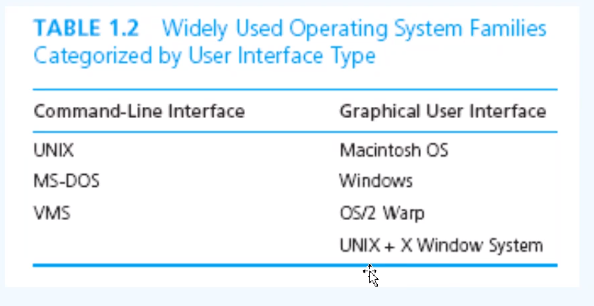 TABLE 1.2 Widely Used Operating System Families
Categorized by User Interface Type
Command-Line Interface Graphical User Interface
UNIX Macintosh OS
MS-DOS Windows
VMS OS/2 Warp
UNIX + X Window System